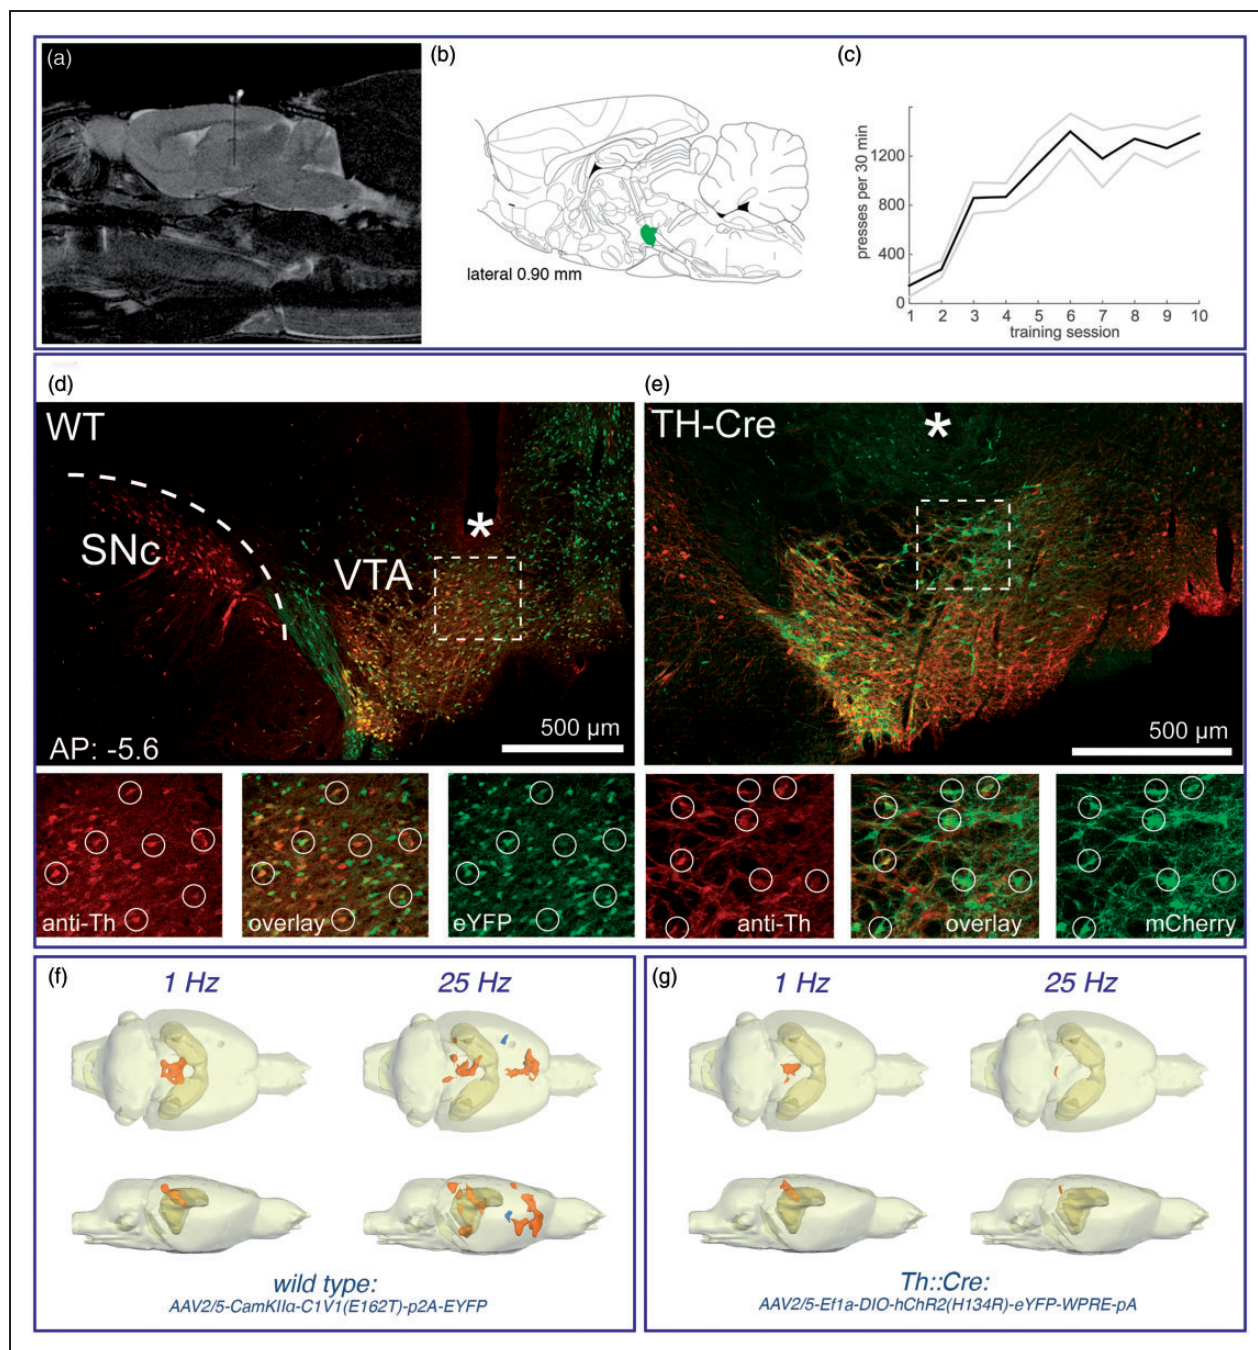 (a)
(b)
lateral 0.90 mm
(c)
presses per 30 min
1200
800
400
0
1 2 3 4 5 6 7 8 9 10
training session
(d)
WT
*
SNc
VTA
AP: -5.6
500 µm
anti-Th
overlay
eYFP
(e)
TH-Cre
*
500 µm
anti-Th
overlay
mCherry
(f)
1 Hz
25 Hz
wild type:
AAV2/5-CamKIIα-C1V1(E162T)-p2A-EYFP
(g)
1 Hz
25 Hz
Th::Cre:
AAV2/5-Ef1a-DIO-hChR2(H134R)-eYFP-WPRE-pA